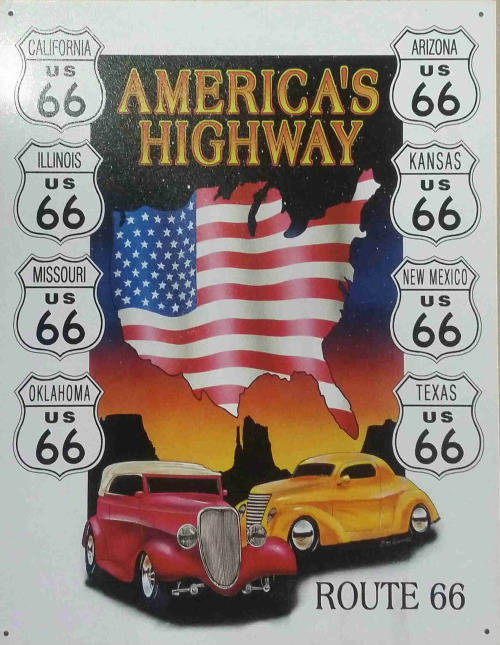 AMERICA'S
HIGHWAY
CALIFORNIA
US
66
ILLINOIS
US
66
MISSOURI
US
66
OKLAHOMA
US
66
ARIZONA
US
66
KANSAS
US
66
NEW MEXICO
US
66
TEXAS
US
66
ROUTE 66